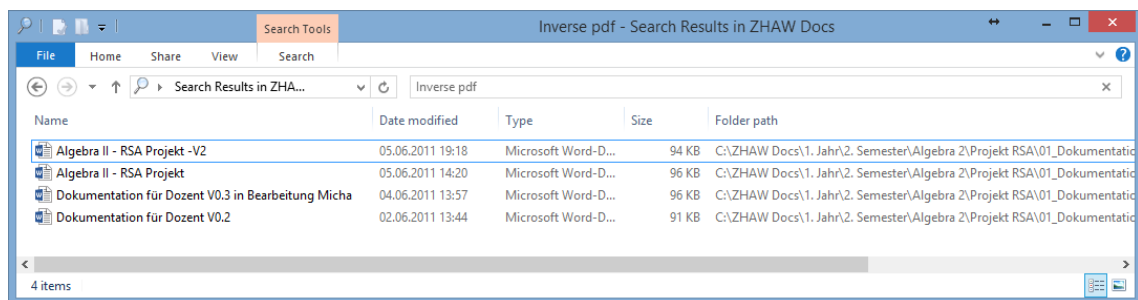 Search Tools
Inverse pdf - Search Results in ZHAW Docs
File Home Share View Search
Search Results in ZHA... Inverse pdf
Name Date modified Type Size Folder path
Algebra II - RSA Projekt -V2 05.06.2011 19:18 Microsoft Word-D... 94 KB C:\ZHAW Docs\1. Jahr\2. Semester\Algebra 2\Projekt RSA\01_Dokumentatic
Algebra II - RSA Projekt 05.06.2011 14:20 Microsoft Word-D... 96 KB C:\ZHAW Docs\1. Jahr\2. Semester\Algebra 2\Projekt RSA\01_Dokumentatic
Dokumentation für Dozent V0.3 in Bearbeitung Micha 04.06.2011 13:57 Microsoft Word-D... 96 KB C:\ZHAW Docs\1. Jahr\2. Semester\Algebra 2\Projekt RSA\01_Dokumentatic
Dokumentation für Dozent V0.2 02.06.2011 13:44 Microsoft Word-D... 91 KB C:\ZHAW Docs\1. Jahr\2. Semester\Algebra 2\Projekt RSA\01_Dokumentatic
4 items